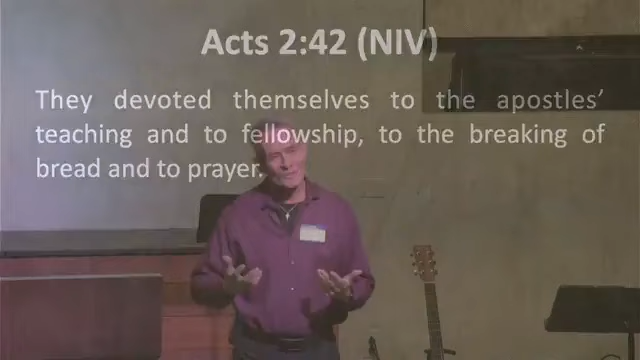 Acts 2:42 (NIV)
They devoted themselves to the apostles’
teaching and to fellowship, to the breaking of
bread and to prayer.